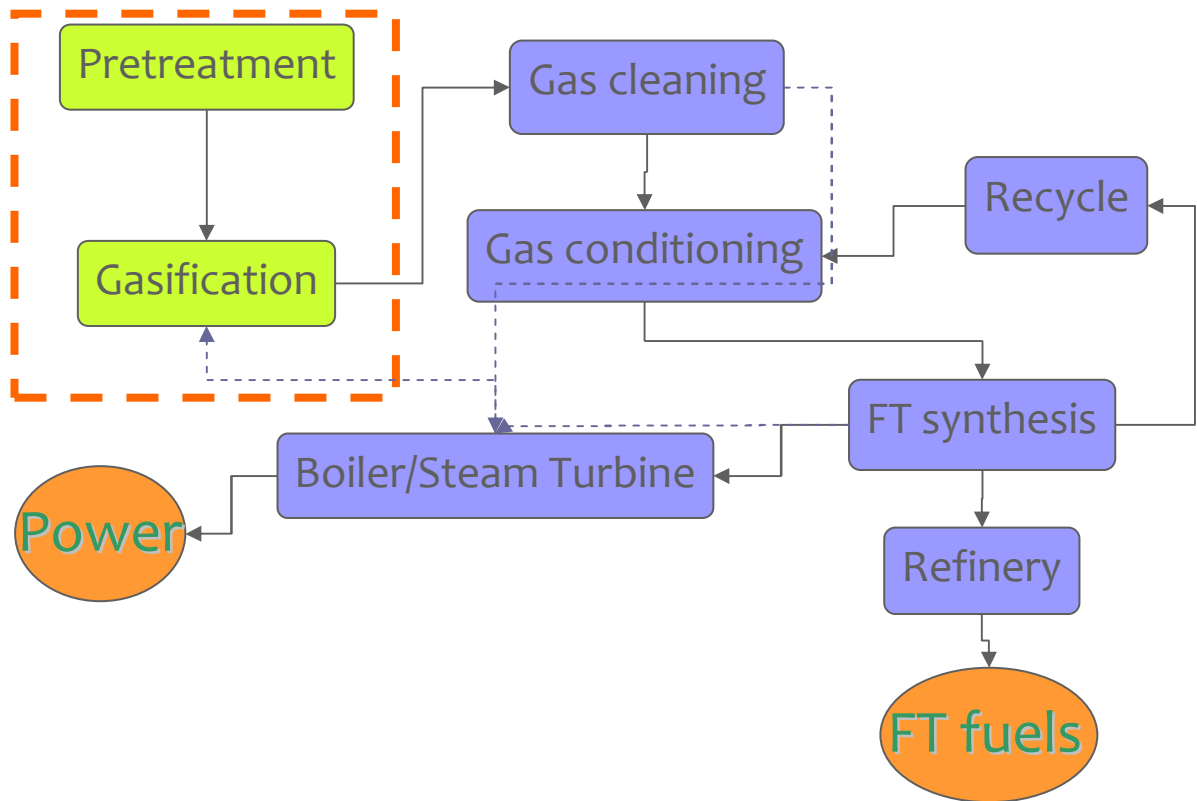 Pretreatment
Gas cleaning
Recycle
Gas conditioning
Gasification
FT synthesis
Boiler/Steam Turbine
Power
Refinery
FT fuels